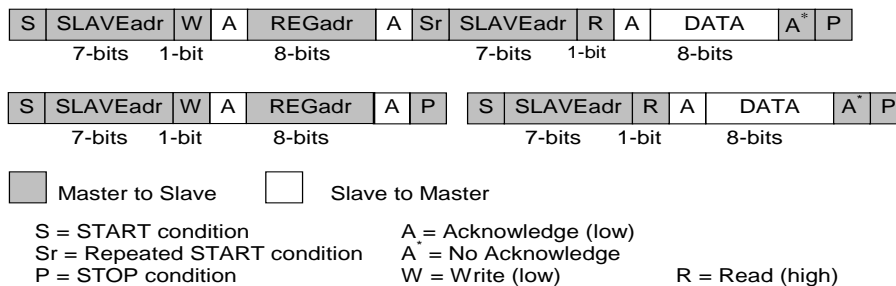 S SLAVEadr W A REGadr A Sr SLAVEadr R A DATA A* P
7-bits 1-bit 8-bits 7-bits 1-bit 8-bits
S SLAVEadr W A REGadr A P S SLAVEadr R A DATA A* P
7-bits 1-bit 8-bits 7-bits 1-bit 8-bits
Master to Slave Slave to Master
S = START condition A = Acknowledge (low)
Sr = Repeated START condition A* = No Acknowledge
P = STOP condition W = Write (low) R = Read (high)